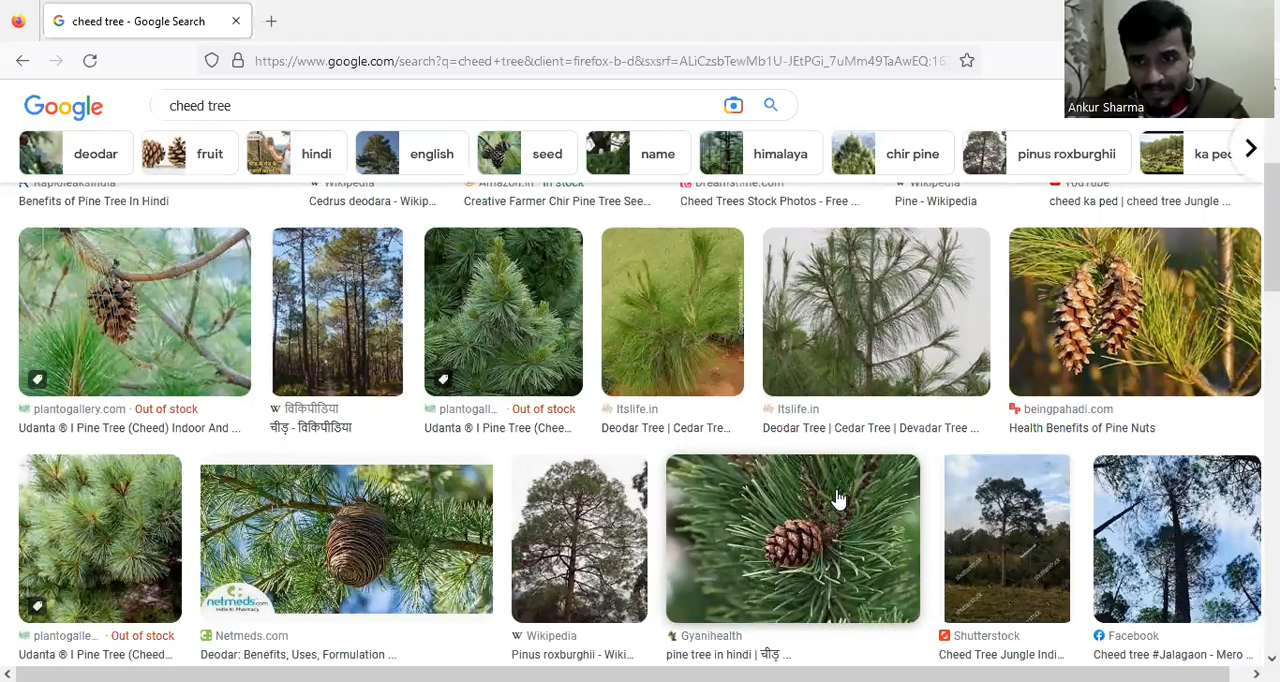 cheed tree - Google Search
https://www.google.com/search?q=cheed+tree&client=firefox-b-d&sxsrf=ALiCzsbTewMb1U-JEtPGi_7uMm49TaAwEQ:16
Ankur Sharma
Google
cheed tree
deodar
fruit
hindi
english
seed
name
himalaya
chir pine
pinus roxburghii
ka ped
Rapidleaksindia
Wikipedia
Amazon.in In stock
Dreamstime.com
Wikipedia
YouTube
Benefits of Pine Tree In Hindi
Cedrus deodara - Wikip...
Creative Farmer Chir Pine Tree See...
Cheed Trees Stock Photos - Free ...
Pine - Wikipedia
cheed ka ped | cheed tree Jungle ...
plantogallery.com · Out of stock
विकिपीडिया
plantogall... · Out of stock
Itslife.in
Itslife.in
beingpahadi.com
Udanta ® I Pine Tree (Cheed) Indoor And ...
चीड़ - विकिपीडिया
Udanta ® I Pine Tree (Chee...
Deodar Tree | Cedar Tre...
Deodar Tree | Cedar Tree | Devadar Tree ...
Health Benefits of Pine Nuts
netmeds.com
India Ki Pharmacy
shutterstock
plantogalle... · Out of stock
Netmeds.com
Wikipedia
Gyanihealth
Shutterstock
Facebook
Udanta ® I Pine Tree (Cheed...
Deodar: Benefits, Uses, Formulation ...
Pinus roxburghii - Wiki...
pine tree in hindi | चीड़ ...
Cheed Tree Jungle Indi...
Cheed tree #Jalagaon - Mero ...